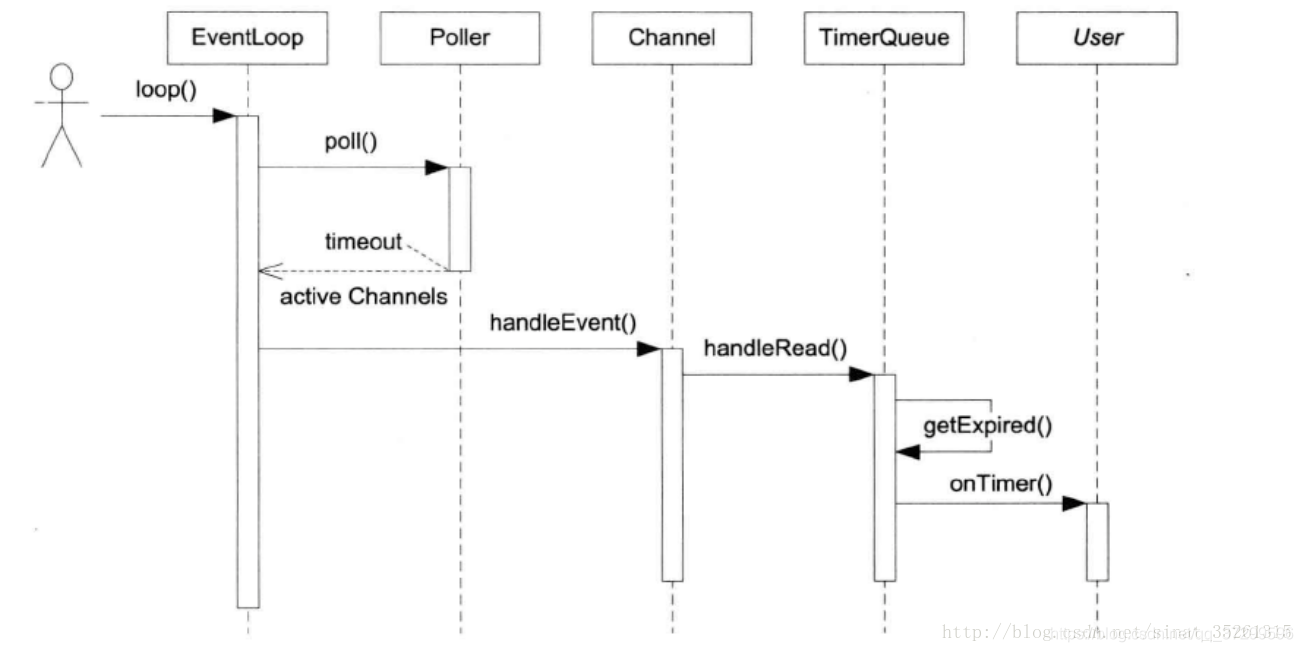 EventLoop
Poller
Channel
TimerQueue
User
loop()
poll()
timeout
active Channels
handleEvent()
handleRead()
getExpired()
onTimer()
http://blog.csdn.net/sinat_35261315